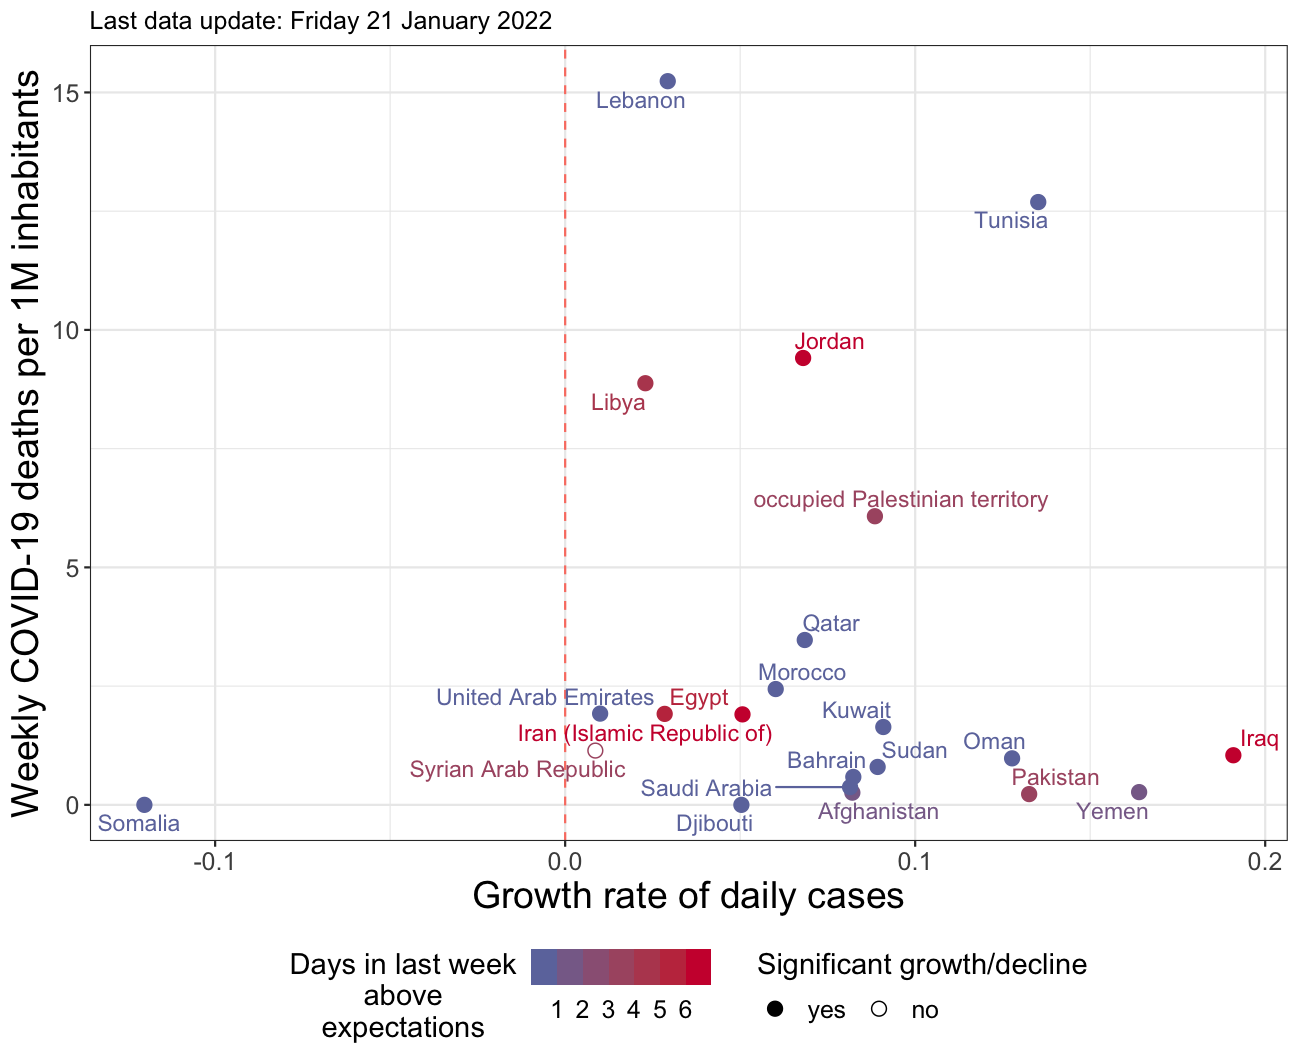 Last data update: Friday 21 January 2022
Weekly COVID-19 deaths per 1M inhabitants
15
10
5
0
Lebanon
Tunisia
Jordan
Libya
occupied Palestinian territory
Qatar
Morocco
United Arab Emirates
Egypt
Kuwait
Iran (Islamic Republic of)
Iraq
Oman
Sudan
Bahrain
Syrian Arab Republic
Pakistan
Saudi Arabia
Afghanistan
Yemen
Somalia
Djibouti
-0.1
0.0
0.1
0.2
Growth rate of daily cases
Days in last week
above
expectations
1 2 3 4 5 6
Significant growth/decline
yes
no